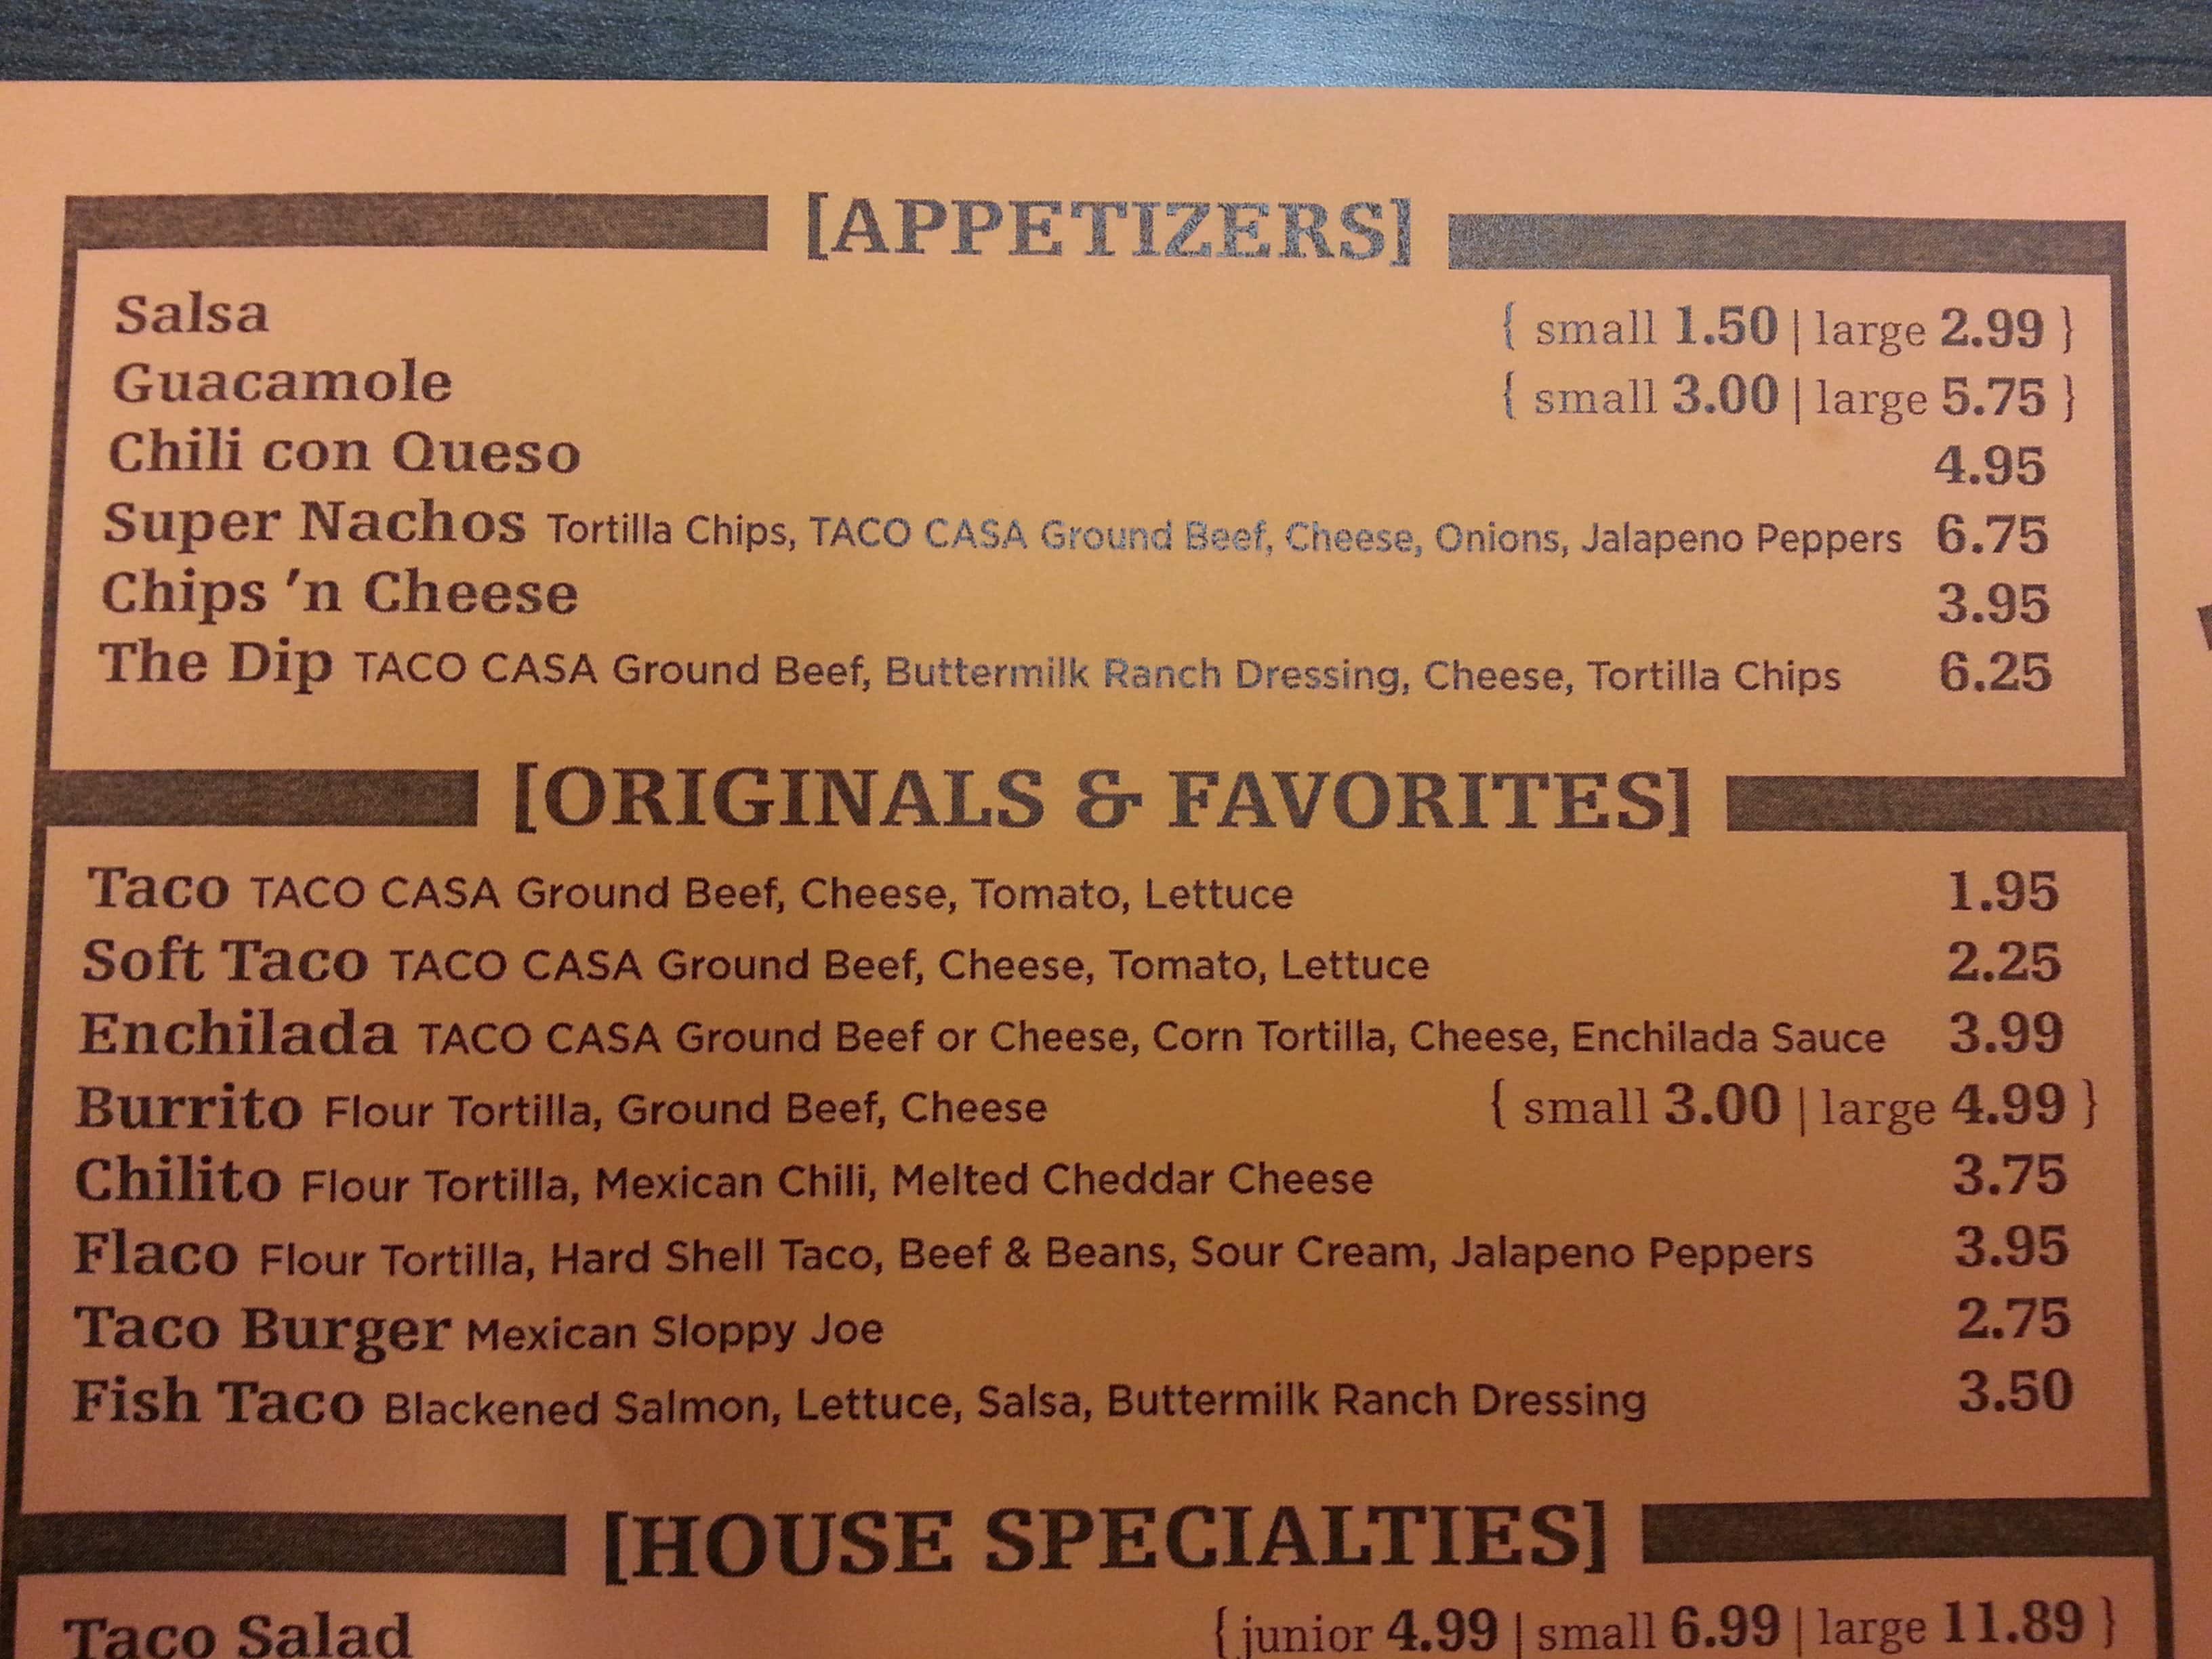 [APPETIZERS]
Salsa { small 1.50 | large 2.99 }
Guacamole { small 3.00 | large 5.75 }
Chili con Queso 4.95
Super Nachos Tortilla Chips, TACO CASA Ground Beef, Cheese, Onions, Jalapeno Peppers 6.75
Chips 'n Cheese 3.95
The Dip TACO CASA Ground Beef, Buttermilk Ranch Dressing, Cheese, Tortilla Chips 6.25
[ORIGINALS & FAVORITES]
Taco TACO CASA Ground Beef, Cheese, Tomato, Lettuce 1.95
Soft Taco TACO CASA Ground Beef, Cheese, Tomato, Lettuce 2.25
Enchilada TACO CASA Ground Beef or Cheese, Corn Tortilla, Cheese, Enchilada Sauce 3.99
Burrito Flour Tortilla, Ground Beef, Cheese { small 3.00 | large 4.99 }
Chilito Flour Tortilla, Mexican Chili, Melted Cheddar Cheese 3.75
Flaco Flour Tortilla, Hard Shell Taco, Beef & Beans, Sour Cream, Jalapeno Peppers 3.95
Taco Burger Mexican Sloppy Joe 2.75
Fish Taco Blackened Salmon, Lettuce, Salsa, Buttermilk Ranch Dressing 3.50
[HOUSE SPECIALTIES]
Taco Salad { junior 4.99 | small 6.99 | large 11.89 }